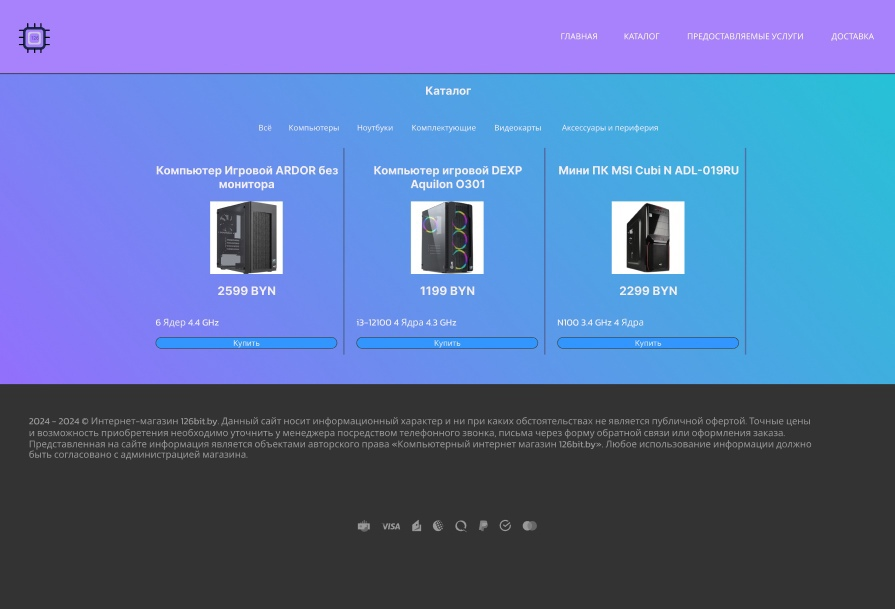 ГЛАВНАЯ КАТАЛОГ ПРЕДОСТАВЛЯЕМЫЕ УСЛУГИ ДОСТАВКА
Каталог
Всё Компьютеры Ноутбуки Комплектующие Видеокарты Аксессуары и периферия
Компьютер Игровой ARDOR без
монитора
2599 BYN
6 Ядер 4.4 GHz
Купить
Компьютер игровой DEXP
Aquilon O301
1199 BYN
i3-12100 4 Ядра 4.3 GHz
Купить
Мини ПК MSI Cubi N ADL-019RU
2299 BYN
N100 3.4 GHz 4 Ядра
Купить
2024 - 2024 © Интернет-магазин 126bit.by. Данный сайт носит информационный характер и ни при каких обстоятельствах не является публичной офертой. Точные цены
и возможность приобретения необходимо уточнить у менеджера посредством телефонного звонка, письма через форму обратной связи или оформления заказа.
Представленная на сайте информация является объектами авторского права «Компьютерный интернет магазин 126bit.by». Любое использование информации должно
быть согласовано с администрацией магазина.
VISA